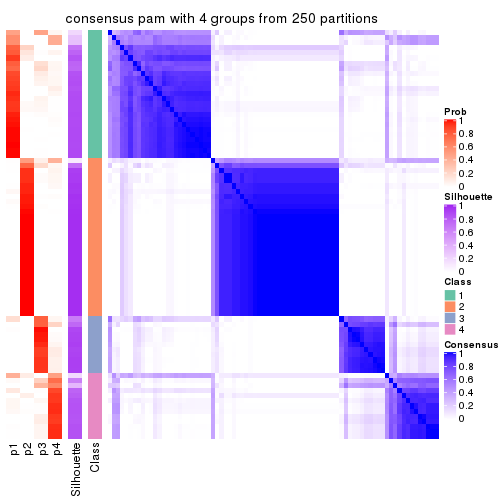 consensus pam with 4 groups from 250 partitions
Prob
1
0.8
0.6
0.4
0.2
0
Silhouette
1
0.8
0.6
0.4
0.2
0
Class
1
2
3
4
Consensus
1
0.8
0.6
0.4
0.2
0
p1
p2
p3
p4
Silhouette
Class